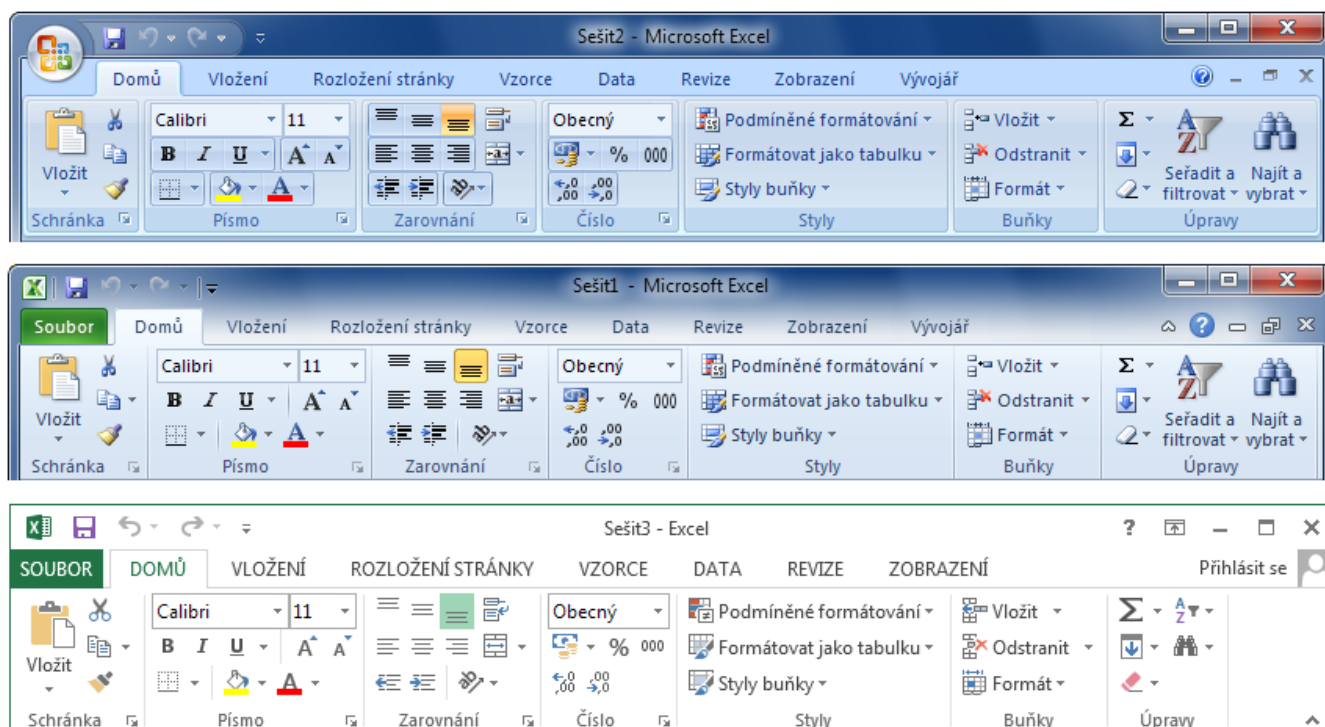 Sešit2 - Microsoft Excel
Domů Vložení Rozložení stránky Vzorce Data Revize Zobrazení Vývojář
Calibri 11 Obecný Podmíněné formátování Vložit Σ
Vložit B I U A A % 000 Formátovat jako tabulku Odstranit Seřadit a filtrovat Najít a vybrat
A Styly buňky Formát
Schránka Písmo Zarovnání Číslo Styly Buňky Úpravy
Sešit1 - Microsoft Excel
Soubor Domů Vložení Rozložení stránky Vzorce Data Revize Zobrazení Vývojář
Calibri 11 Obecný Podmíněné formátování Vložit Σ
Vložit B I U A A % 000 Formátovat jako tabulku Odstranit Seřadit a filtrovat Najít a vybrat
A Styly buňky Formát
Schránka Písmo Zarovnání Číslo Styly Buňky Úpravy
Sešit3 - Excel ?
SOUBOR DOMŮ VLOŽENÍ ROZLOŽENÍ STRÁNKY VZORCE DATA REVIZE ZOBRAZENÍ Přihlásit se
Calibri 11 Obecný Podmíněné formátování Vložit Σ
Vložit B I U A A % 000 Formátovat jako tabulku Odstranit
A Styly buňky Formát
Schránka Písmo Zarovnání Číslo Styly Buňky Úpravy